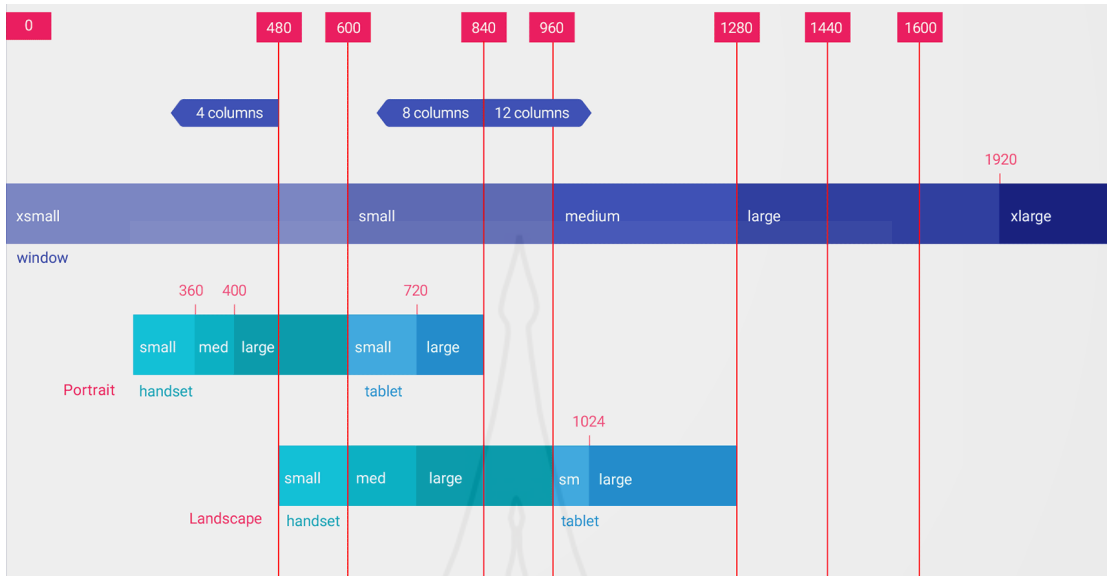 0 480 600 840 960 1280 1440 1600
4 columns 8 columns 12 columns
1920
xsmall small medium large xlarge
window
360 400 720
small med large small large
Portrait handset tablet
1024
small med large sm large
Landscape handset tablet